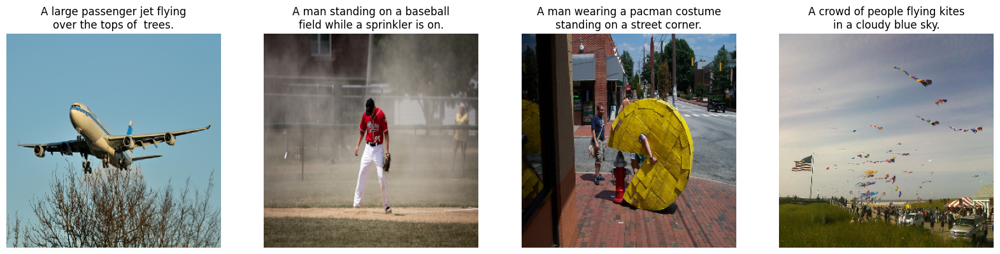 A large passenger jet flying
over the tops of  trees.
A man standing on a baseball
field while a sprinkler is on.
A man wearing a pacman costume
standing on a street corner.
A crowd of people flying kites
in a cloudy blue sky.